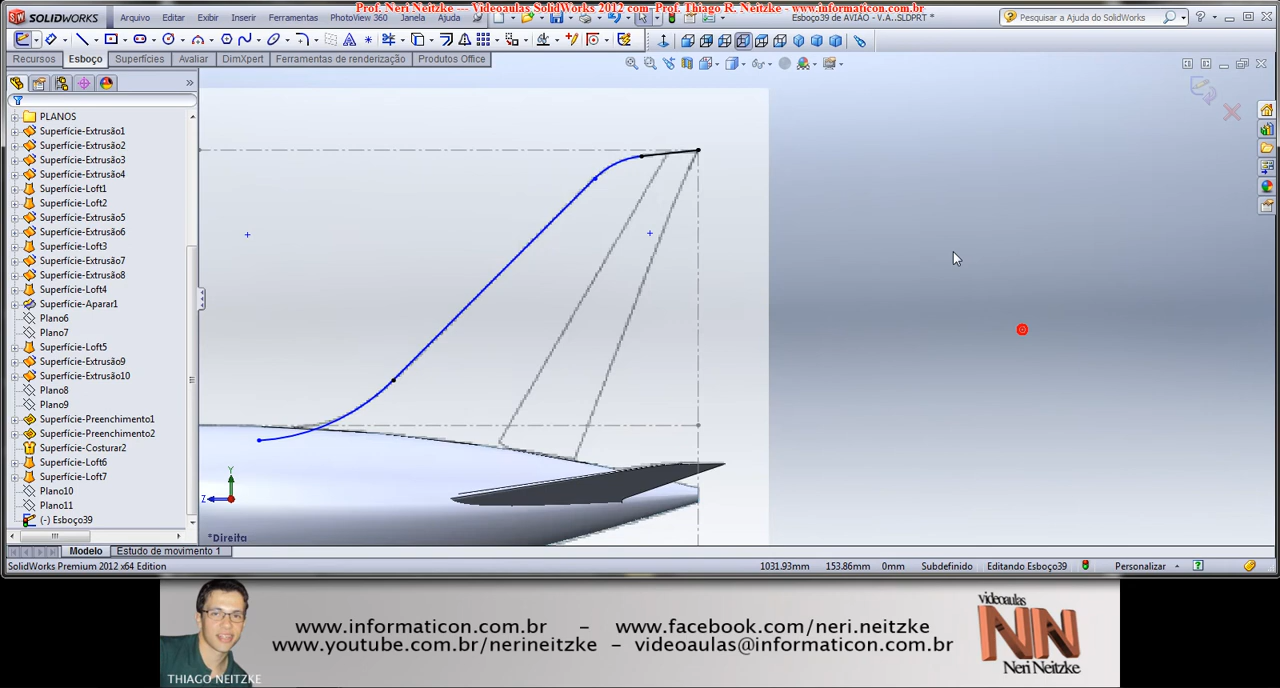 Prof. Neri Neitzke --- Videoaulas SolidWorks 2012 com Prof. Thiago R. Neitzke - www.informaticon.com.br
SOLIDWORKS Arquivo Editar Exibir Inserir Ferramentas PhotoView 360 Janela Ajuda Esboço39 de AVIÃO - V.A..SLDPRT * Pesquisar a Ajuda do SolidWorks
Recursos Esboço Superfícies Avaliar DimXpert Ferramentas de renderização Produtos Office
PLANOS
Superfície-Extrusão1
Superfície-Extrusão2
Superfície-Extrusão3
Superfície-Extrusão4
Superfície-Loft1
Superfície-Loft2
Superfície-Extrusão5
Superfície-Extrusão6
Superfície-Loft3
Superfície-Extrusão7
Superfície-Extrusão8
Superfície-Loft4
Superfície-Aparar1
Plano6
Plano7
Superfície-Loft5
Superfície-Extrusão9
Superfície-Extrusão10
Plano8
Plano9
Superfície-Preenchimento1
Superfície-Preenchimento2
Superfície-Costurar2
Superfície-Loft6
Superfície-Loft7
Plano10
Plano11
(-) Esboço39
Y
Z
*Direita
Modelo Estudo de movimento 1
SolidWorks Premium 2012 x64 Edition 1031.93mm 153.86mm 0mm Subdefinido Editando Esboço39 Personalizar
www.informaticon.com.br - www.facebook.com/neri.neitzke
www.youtube.com.br/nerineitzke - videoaulas@informaticon.com.br
THIAGO NEITZKE
videoaulas
NN
Neri Neitzke